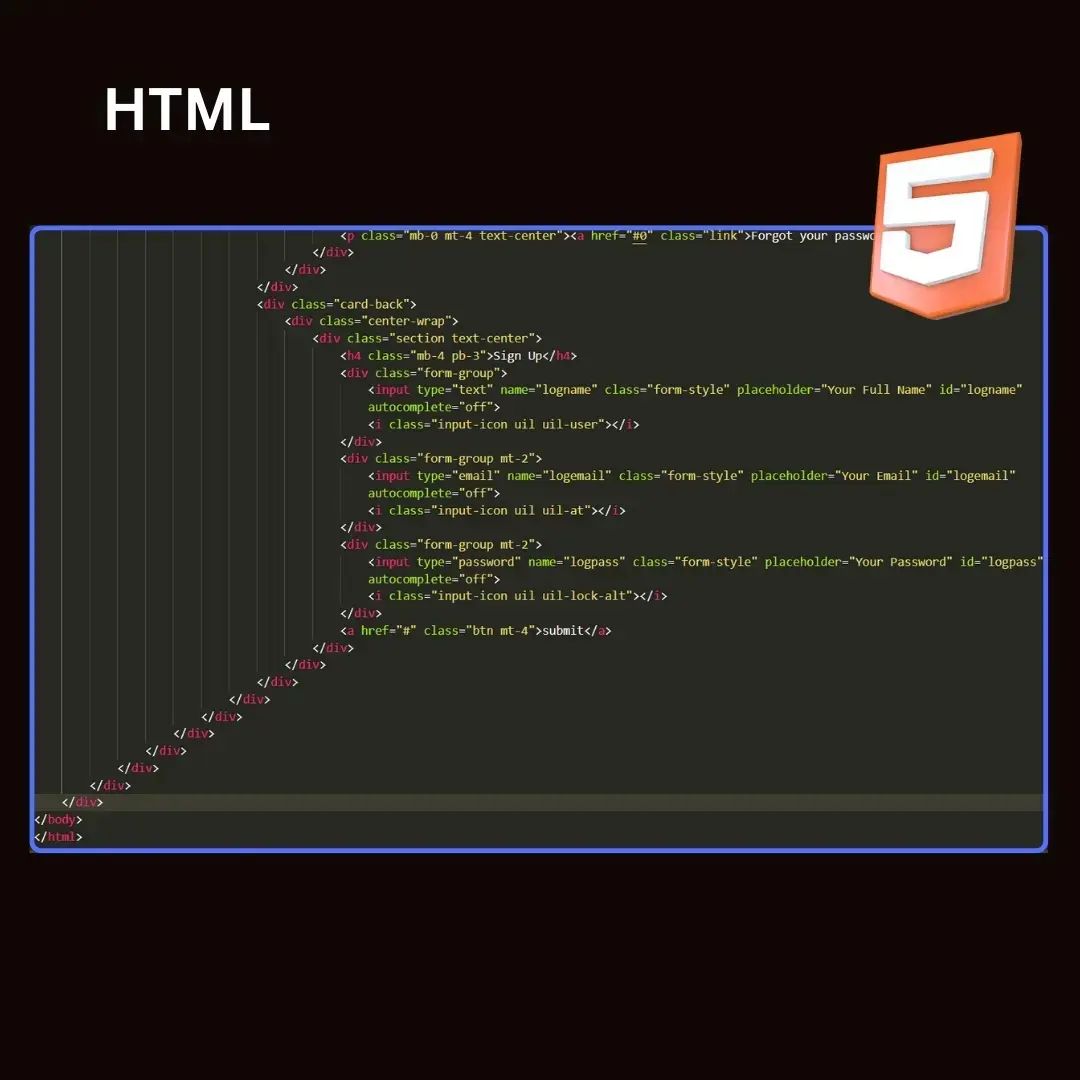 HTML
5
<p class="mb-0 mt-4 text-center"><a href="#0" class="link">Forgot your
</div>
</div>
</div>
<div class="card-back">
<div class="center-wrap">
<div class="section text-center">
<h4 class="mb-4 pb-3">Sign Up</h4>
<div class="form-group">
<input type="text" name="logname" class="form-style" placeholder="Your Full Name" id="logname"
autocomplete="off">
<i class="input-icon uil uil-user"></i>
</div>
<div class="form-group mt-2">
<input type="email" name="logemail" class="form-style" placeholder="Your Email" id="logemail"
autocomplete="off">
<i class="input-icon uil uil-at"></i>
</div>
<div class="form-group mt-2">
<input type="password" name="logpass" class="form-style" placeholder="Your Password" id="logpass"
autocomplete="off">
<i class="input-icon uil uil-lock-alt"></i>
</div>
<a href="#" class="btn mt-4">submit</a>
</div>
</div>
</div>
</div>
</div>
</div>
</div>
</div>
</div>
</div>
</body>
</html>